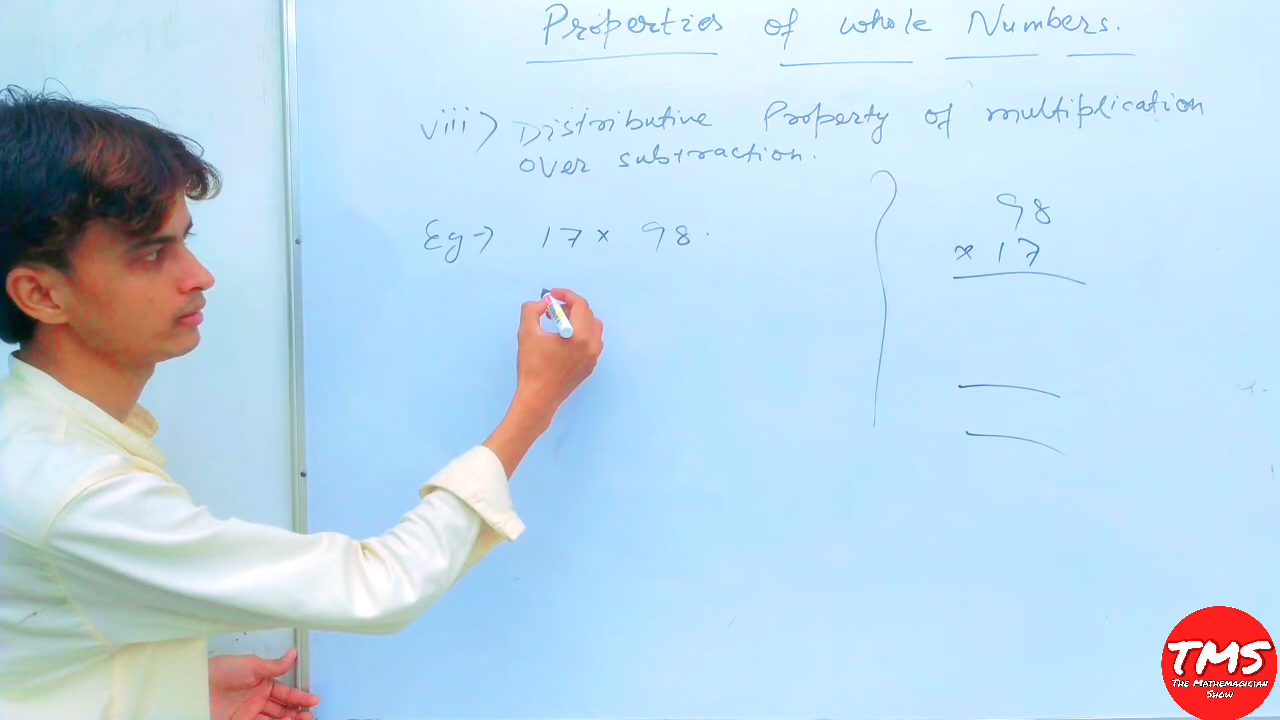 Properties of whole Numbers.
viii) Distributive Property of multiplication
over subtraction.
Eg → 17 × 98.
98
× 17
TMS
THE MATHEMAGICIAN
SHOW